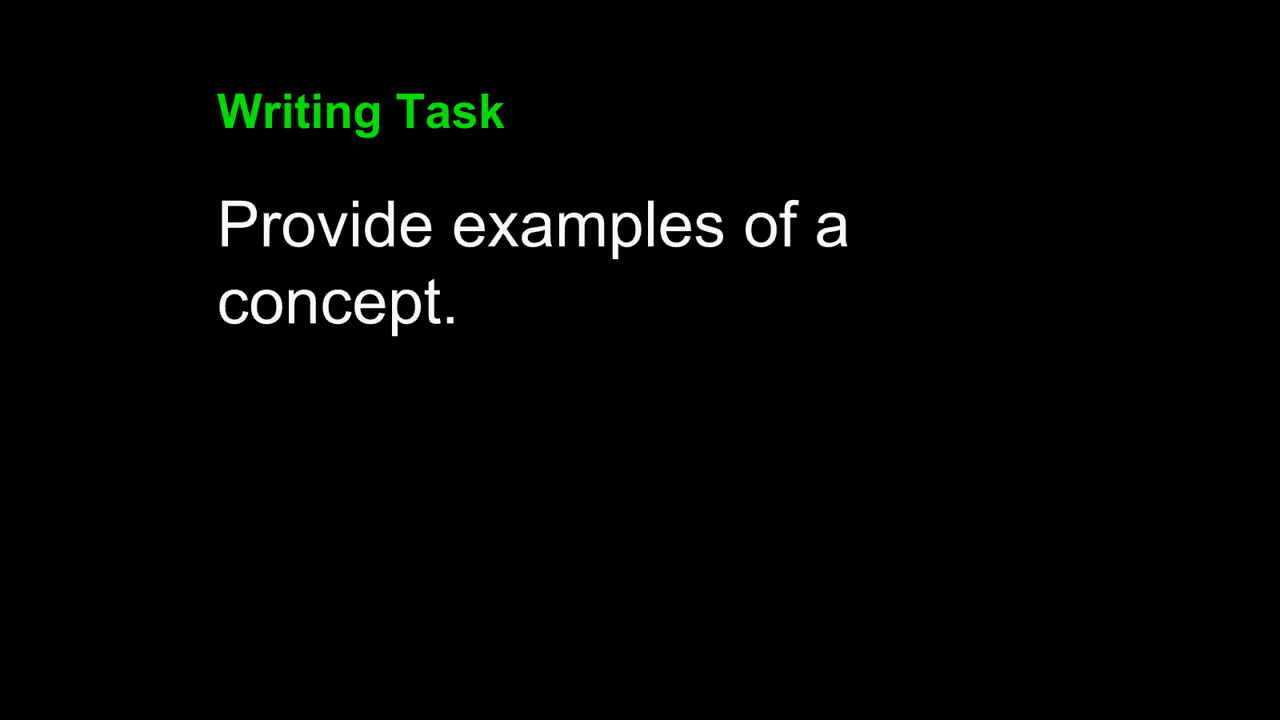 Writing Task
Provide examples of a
concept.